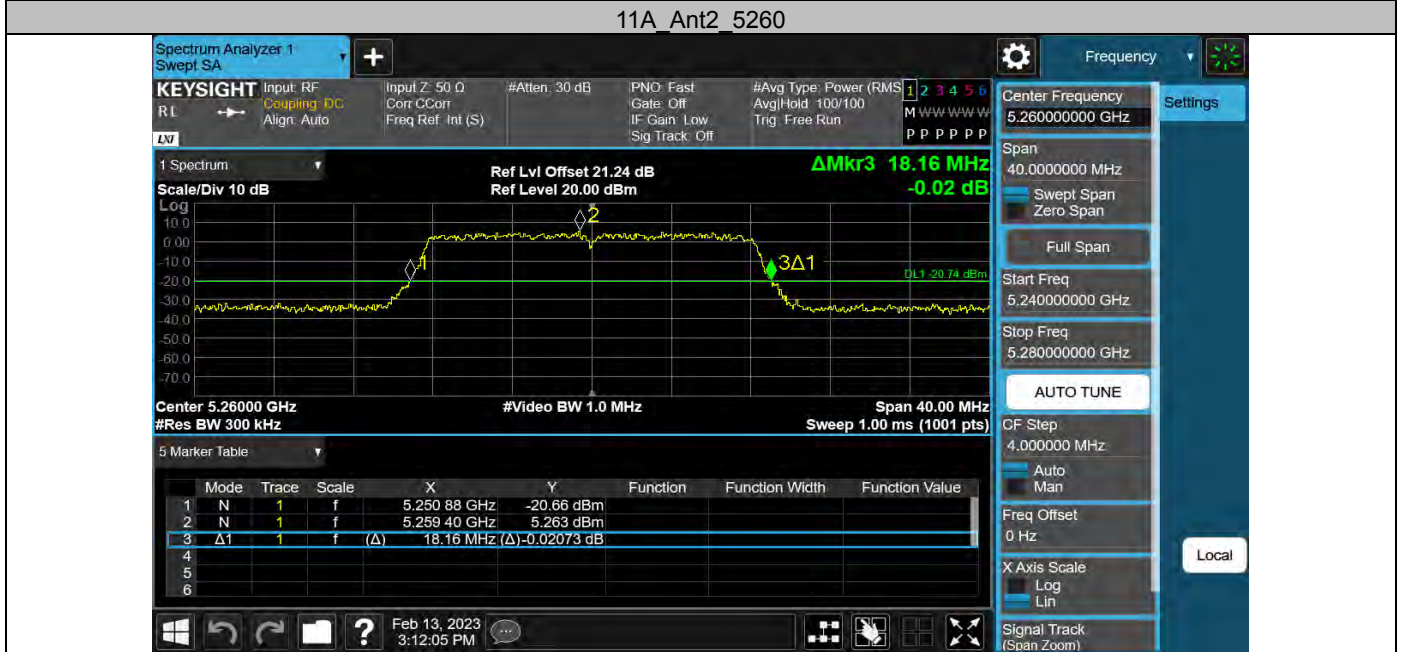 11A_Ant2_5260
Spectrum Analyzer 1
Swept SA
+
Frequency
KEYSIGHT
RL
LXI
Input: RF
Coupling: DC
Align: Auto
Input Z: 50 Ω
Corr CCorr
Freq Ref: Int (S)
#Atten: 30 dB
PNO: Fast
Gate: Off
IF Gain: Low
Sig Track: Off
#Avg Type: Power (RMS
Avg|Hold: 100/100
Trig: Free Run
1 2 3 4 5 6
M W W W W W
P P P P P P
Center Frequency
5.260000000 GHz
Settings
Span
40.0000000 MHz
Swept Span
Zero Span
Full Span
Start Freq
5.240000000 GHz
Stop Freq
5.280000000 GHz
AUTO TUNE
CF Step
4.000000 MHz
Auto
Man
Freq Offset
0 Hz
X Axis Scale
Log
Lin
Signal Track
(Span Zoom)
Local
1 Spectrum
Scale/Div 10 dB
Ref Lvl Offset 21.24 dB
Ref Level 20.00 dBm
ΔMkr3 18.16 MHz
-0.02 dB
Log
10.0
0.00
-10.0
-20.0
-30.0
-40.0
-50.0
-60.0
-70.0
2
1
3Δ1
DL1 -20.74 dBm
Center 5.26000 GHz
#Video BW 1.0 MHz
Span 40.00 MHz
#Res BW 300 kHz
Sweep 1.00 ms (1001 pts)
5 Marker Table
Mode Trace Scale X Y Function Function Width Function Value
1 N 1 f 5.250 88 GHz -20.66 dBm
2 N 1 f 5.259 40 GHz 5.263 dBm
3 Δ1 1 f (Δ) 18.16 MHz (Δ) -0.02073 dB
4
5
6
?
Feb 13, 2023
3:12:05 PM